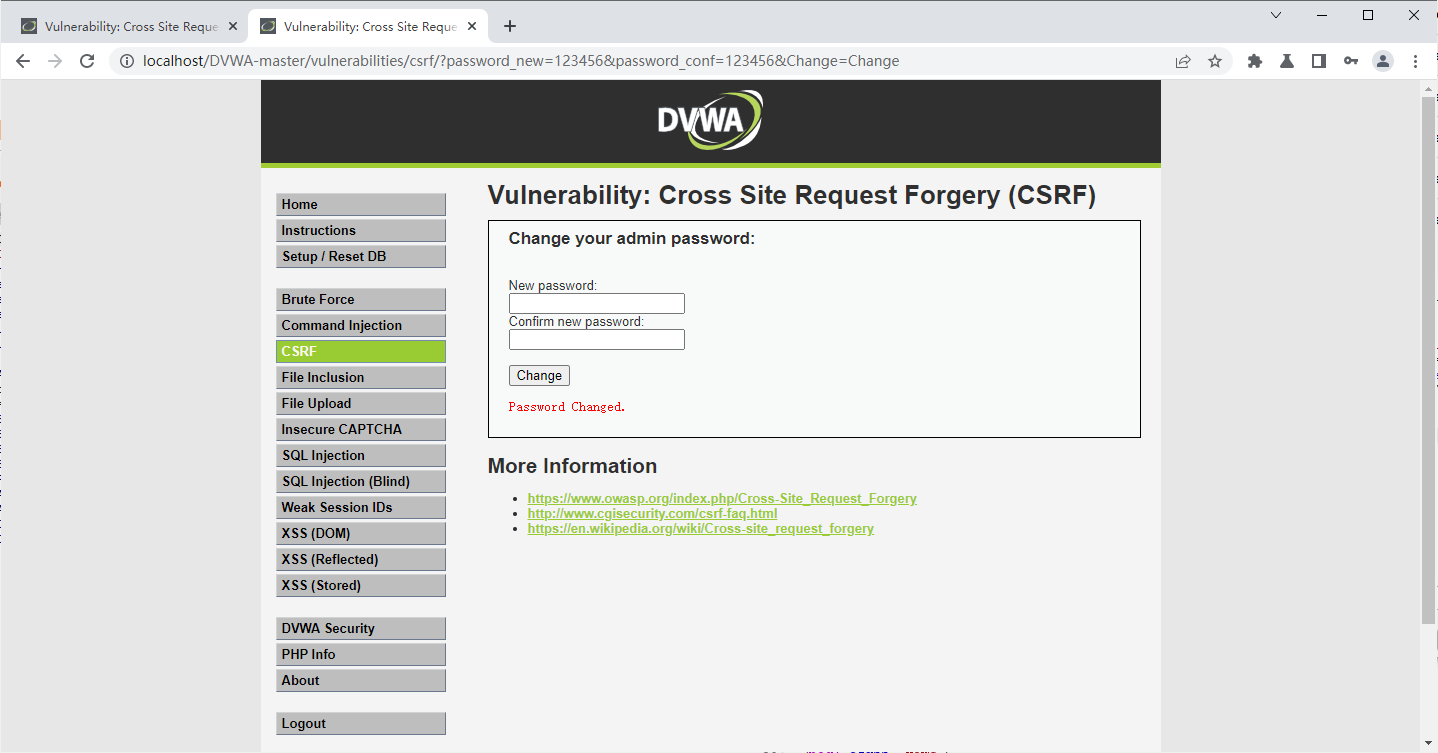 Vulnerability: Cross Site Reque
Vulnerability: Cross Site Reque
localhost/DVWA-master/vulnerabilities/csrf/?password_new=123456&password_conf=123456&Change=Change
DVWA
Home
Instructions
Setup / Reset DB
Brute Force
Command Injection
CSRF
File Inclusion
File Upload
Insecure CAPTCHA
SQL Injection
SQL Injection (Blind)
Weak Session IDs
XSS (DOM)
XSS (Reflected)
XSS (Stored)
DVWA Security
PHP Info
About
Logout
Vulnerability: Cross Site Request Forgery (CSRF)
Change your admin password:
New password:
Confirm new password:
Change
Password Changed.
More Information
• https://www.owasp.org/index.php/Cross-Site_Request_Forgery
• http://www.cgisecurity.com/csrf-faq.html
• https://en.wikipedia.org/wiki/Cross-site_request_forgery